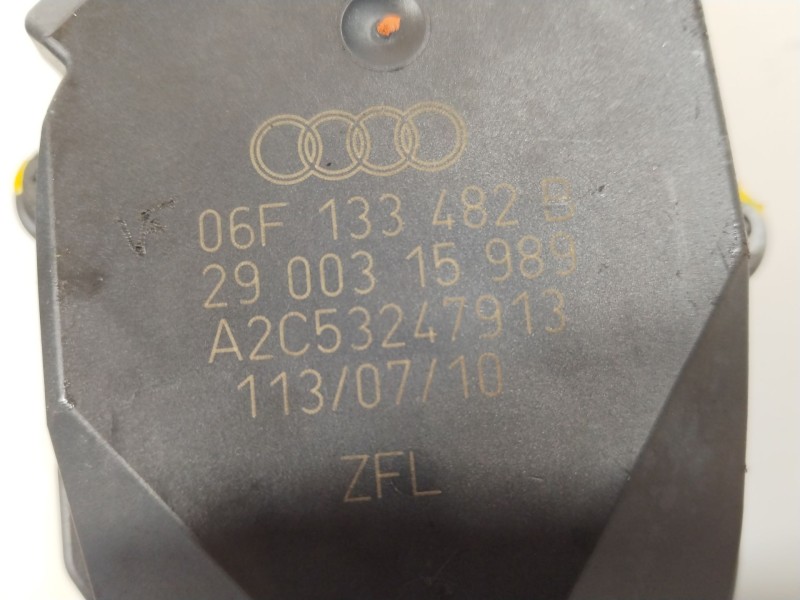 06F 133 482 B
29 003 15 989
A2C53247913
113/07/10
ZFL